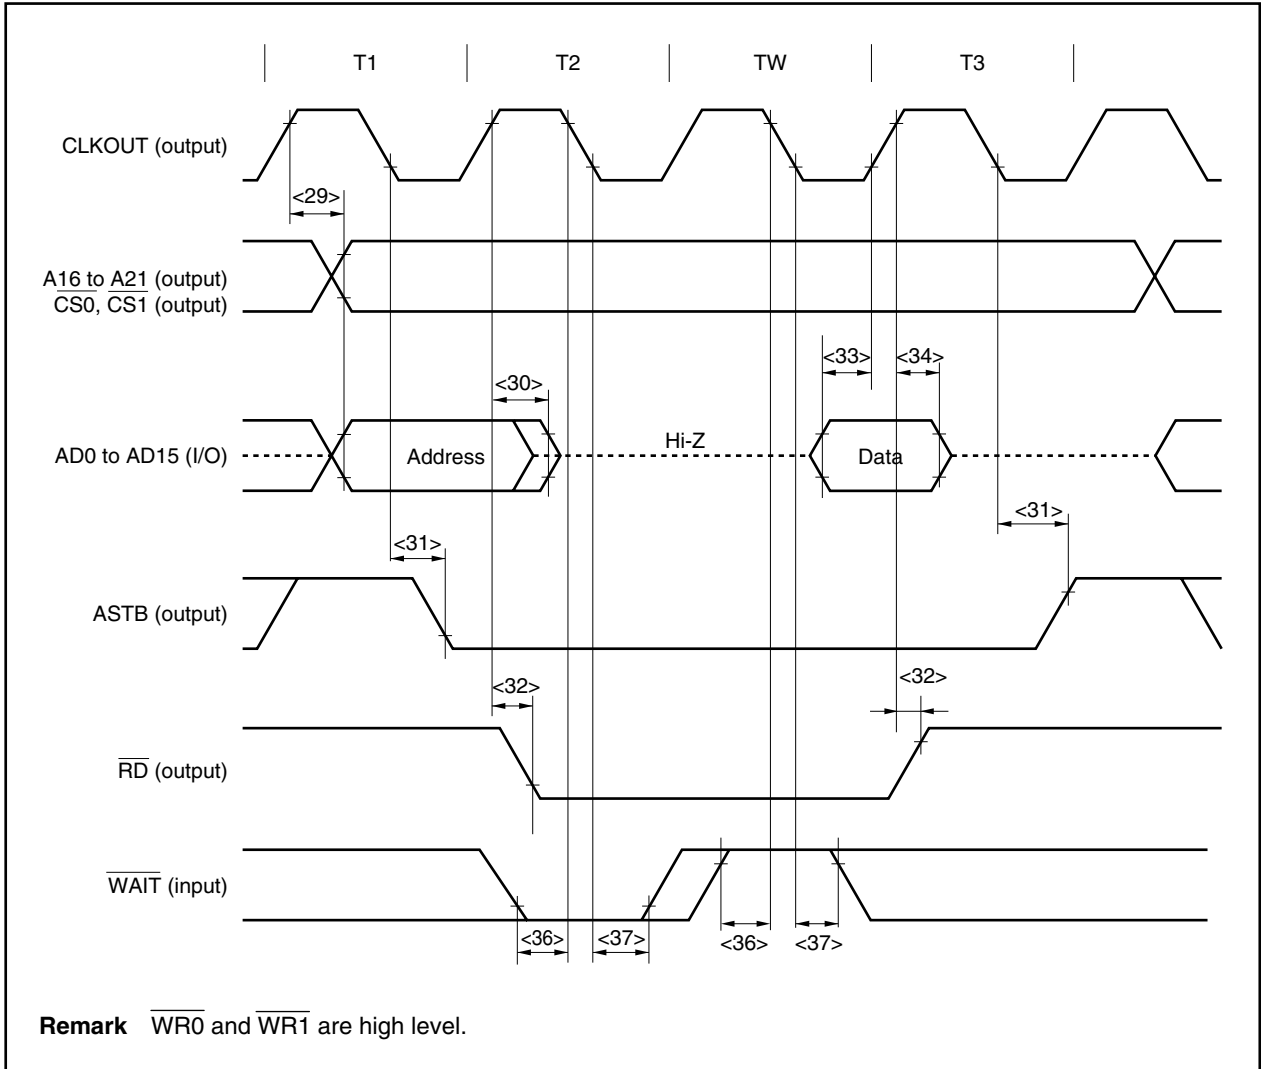 T1 T2 TW T3
CLKOUT (output)
<29>
A16 to A21 (output)
CS0, CS1 (output)
<33> <34>
<30>
AD0 to AD15 (I/O) Address Hi-Z Data
<31>
<31>
ASTB (output)
<32>
<32>
RD (output)
WAIT (input)
<36> <37> <36> <37>
Remark WR0 and WR1 are high level.